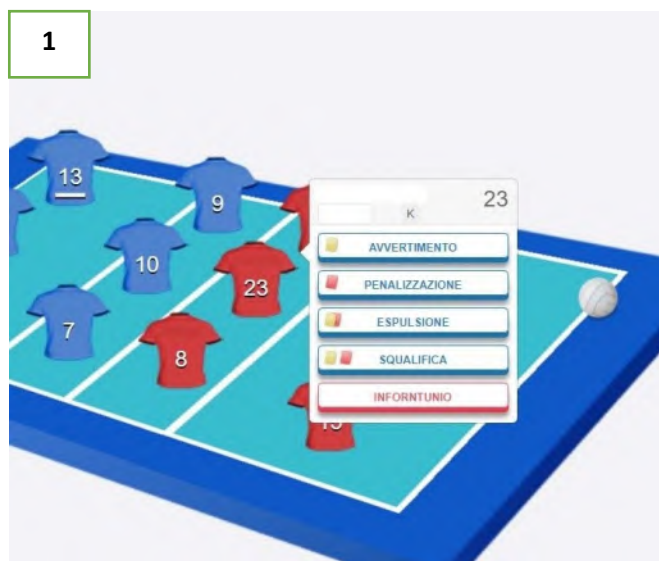 1
13
9
23
K
AVVERTIMENTO
10
23
PENALIZZAZIONE
7
ESPULSIONE
8
SQUALIFICA
INFORNTUNIO